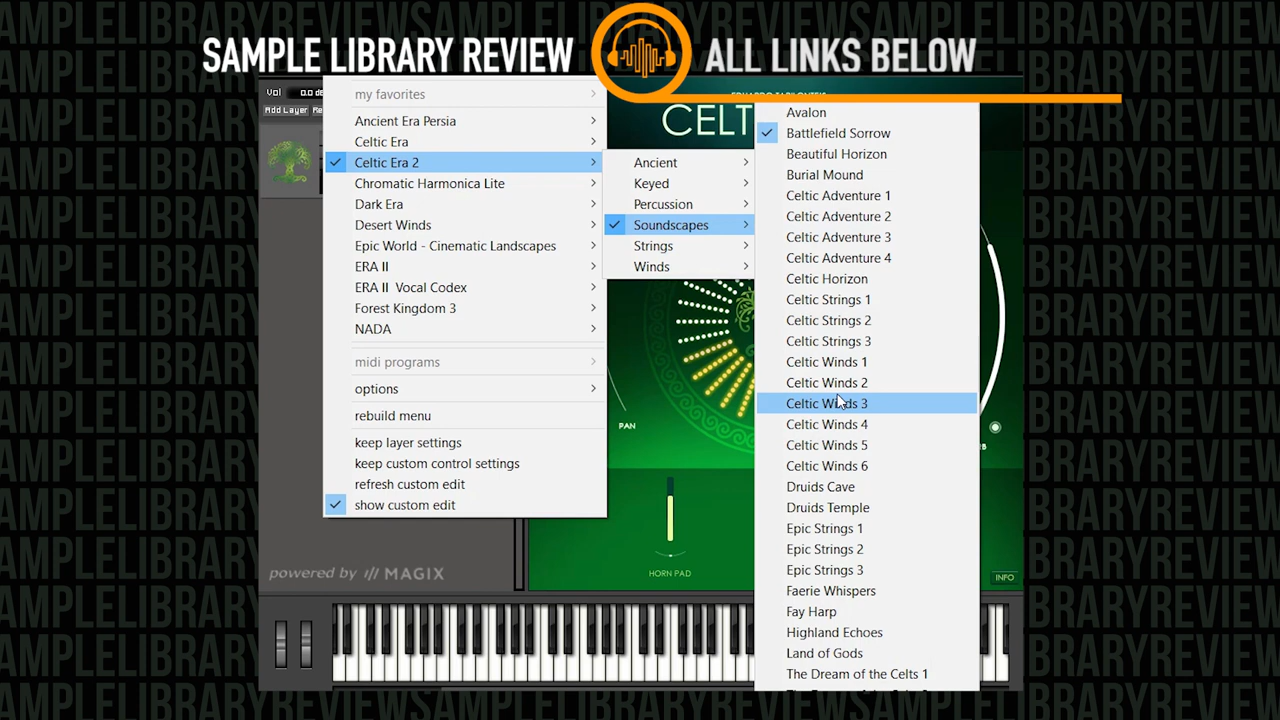 SAMPLE LIBRARY REVIEW
ALL LINKS BELOW
Vol
Add Layer
my favorites
Ancient Era Persia
Celtic Era
Celtic Era 2
Chromatic Harmonica Lite
Dark Era
Desert Winds
Epic World - Cinematic Landscapes
ERA II
ERA II Vocal Codex
Forest Kingdom 3
NADA
midi programs
options
rebuild menu
keep layer settings
keep custom control settings
refresh custom edit
show custom edit
Ancient
Keyed
Percussion
Soundscapes
Strings
Winds
CELT
Avalon
Battlefield Sorrow
Beautiful Horizon
Burial Mound
Celtic Adventure 1
Celtic Adventure 2
Celtic Adventure 3
Celtic Adventure 4
Celtic Horizon
Celtic Strings 1
Celtic Strings 2
Celtic Strings 3
Celtic Winds 1
Celtic Winds 2
Celtic Winds 3
Celtic Winds 4
Celtic Winds 5
Celtic Winds 6
Druids Cave
Druids Temple
Epic Strings 1
Epic Strings 2
Epic Strings 3
Faerie Whispers
Fay Harp
Highland Echoes
Land of Gods
The Dream of the Celts 1
PAN
HORN PAD
INFO
powered by MAGIX